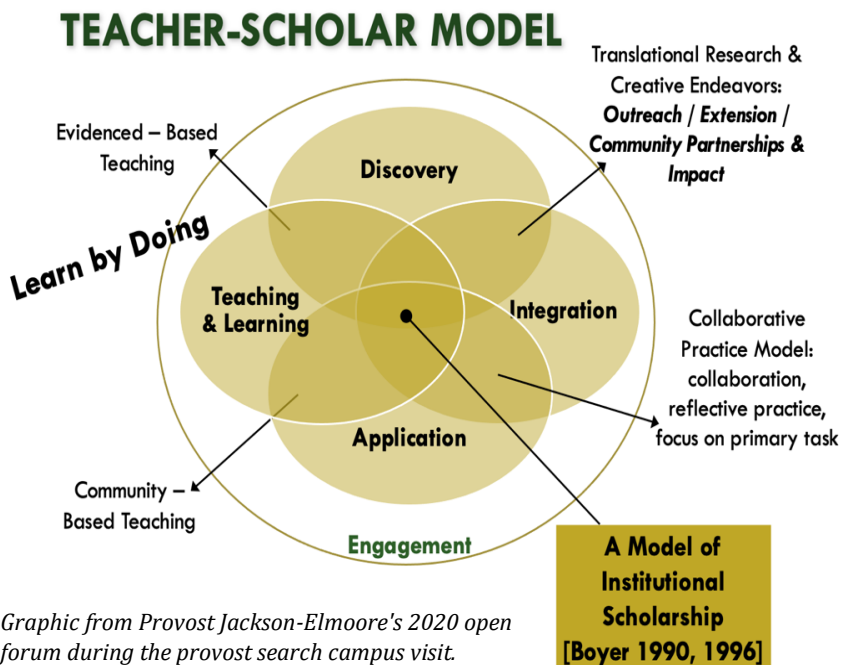 TEACHER-SCHOLAR MODEL
Translational Research &
Creative Endeavors:
Outreach / Extension /
Community Partnerships &
Impact
Evidenced – Based
Teaching
Discovery
Learn by Doing
Teaching
& Learning
Integration
Collaborative
Practice Model:
collaboration,
reflective practice,
focus on primary task
Application
Community –
Based Teaching
Engagement
A Model of
Institutional
Scholarship
[Boyer 1990, 1996]
Graphic from Provost Jackson-Elmoore's 2020 open
forum during the provost search campus visit.